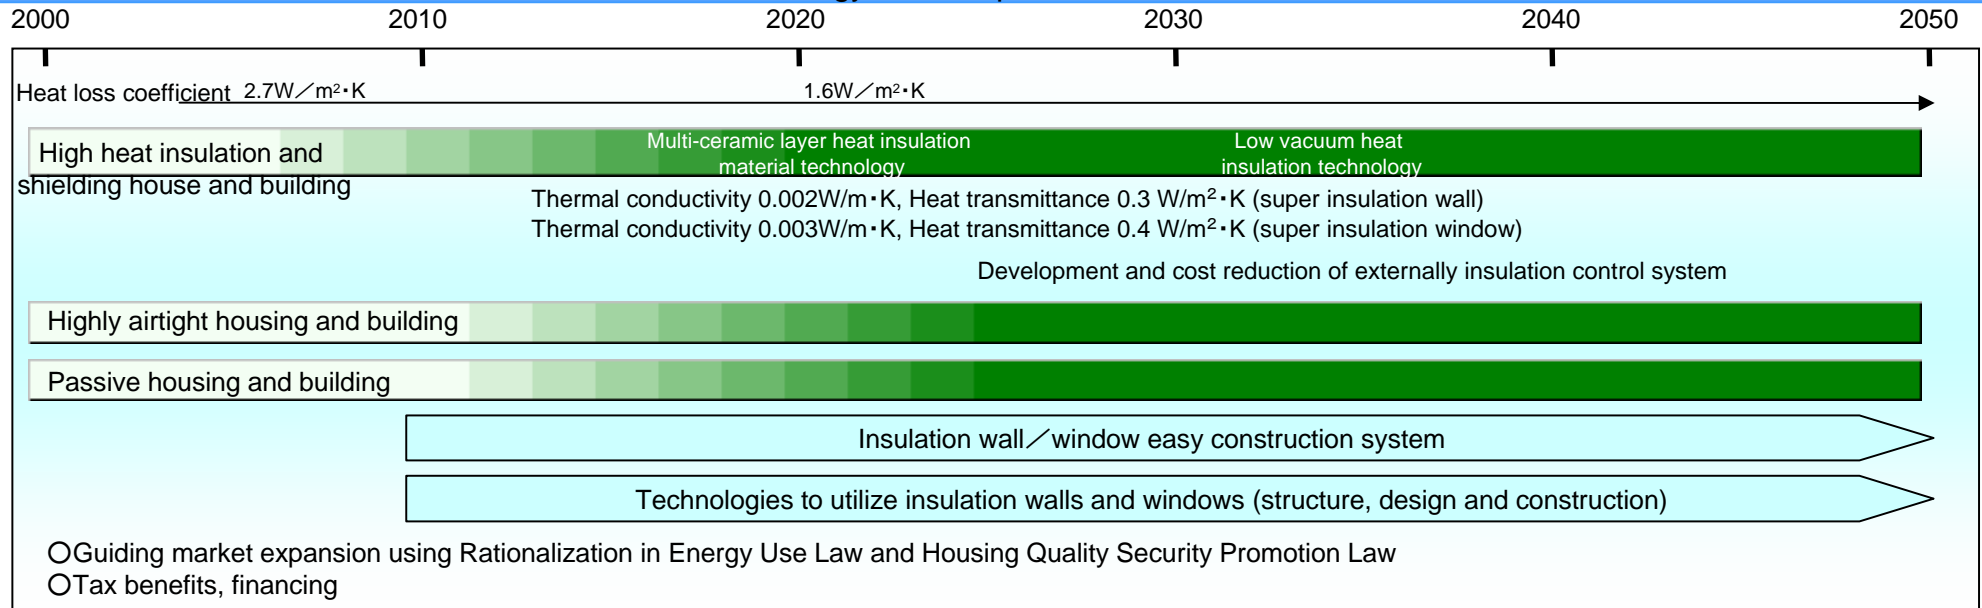 2000 2010 2020 2030 2040 2050
Heat loss coefficient 2.7W／m²・K 1.6W／m²・K
High heat insulation and
shielding house and building
Multi-ceramic layer heat insulation
material technology
Low vacuum heat
insulation technology
Thermal conductivity 0.002W/m・K, Heat transmittance 0.3 W/m²・K (super insulation wall)
Thermal conductivity 0.003W/m・K, Heat transmittance 0.4 W/m²・K (super insulation window)
Development and cost reduction of externally insulation control system
Highly airtight housing and building
Passive housing and building
Insulation wall／window easy construction system
Technologies to utilize insulation walls and windows (structure, design and construction)
○Guiding market expansion using Rationalization in Energy Use Law and Housing Quality Security Promotion Law
○Tax benefits, financing